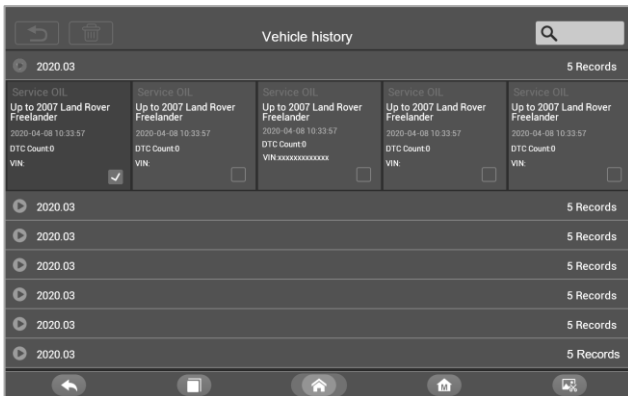 Vehicle history
2020.03 5 Records
Service OIL
Up to 2007 Land Rover
Freelander
2020-04-08 10:33:57
DTC Count:0
VIN:
Service OIL
Up to 2007 Land Rover
Freelander
2020-04-08 10:33:57
DTC Count:0
VIN:
Service OIL
Up to 2007 Land Rover
Freelander
2020-04-08 10:33:57
DTC Count:0
VIN:xxxxxxxxxxxxx
Service OIL
Up to 2007 Land Rover
Freelander
2020-04-08 10:33:57
DTC Count:0
VIN:
Service OIL
Up to 2007 Land Rover
Freelander
2020-04-08 10:33:57
DTC Count:0
VIN:
2020.03 5 Records
2020.03 5 Records
2020.03 5 Records
2020.03 5 Records
2020.03 5 Records
2020.03 5 Records
M